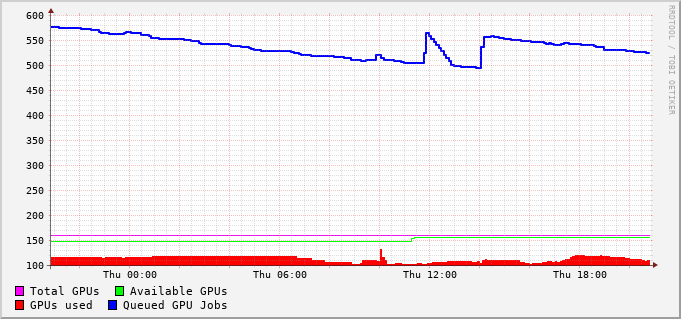 600
550
500
450
400
350
300
250
200
150
100
Thu 00:00 Thu 06:00 Thu 12:00 Thu 18:00
Total GPUs Available GPUs
GPUs used Queued GPU Jobs
RRDTOOL / TOBI OETIKER